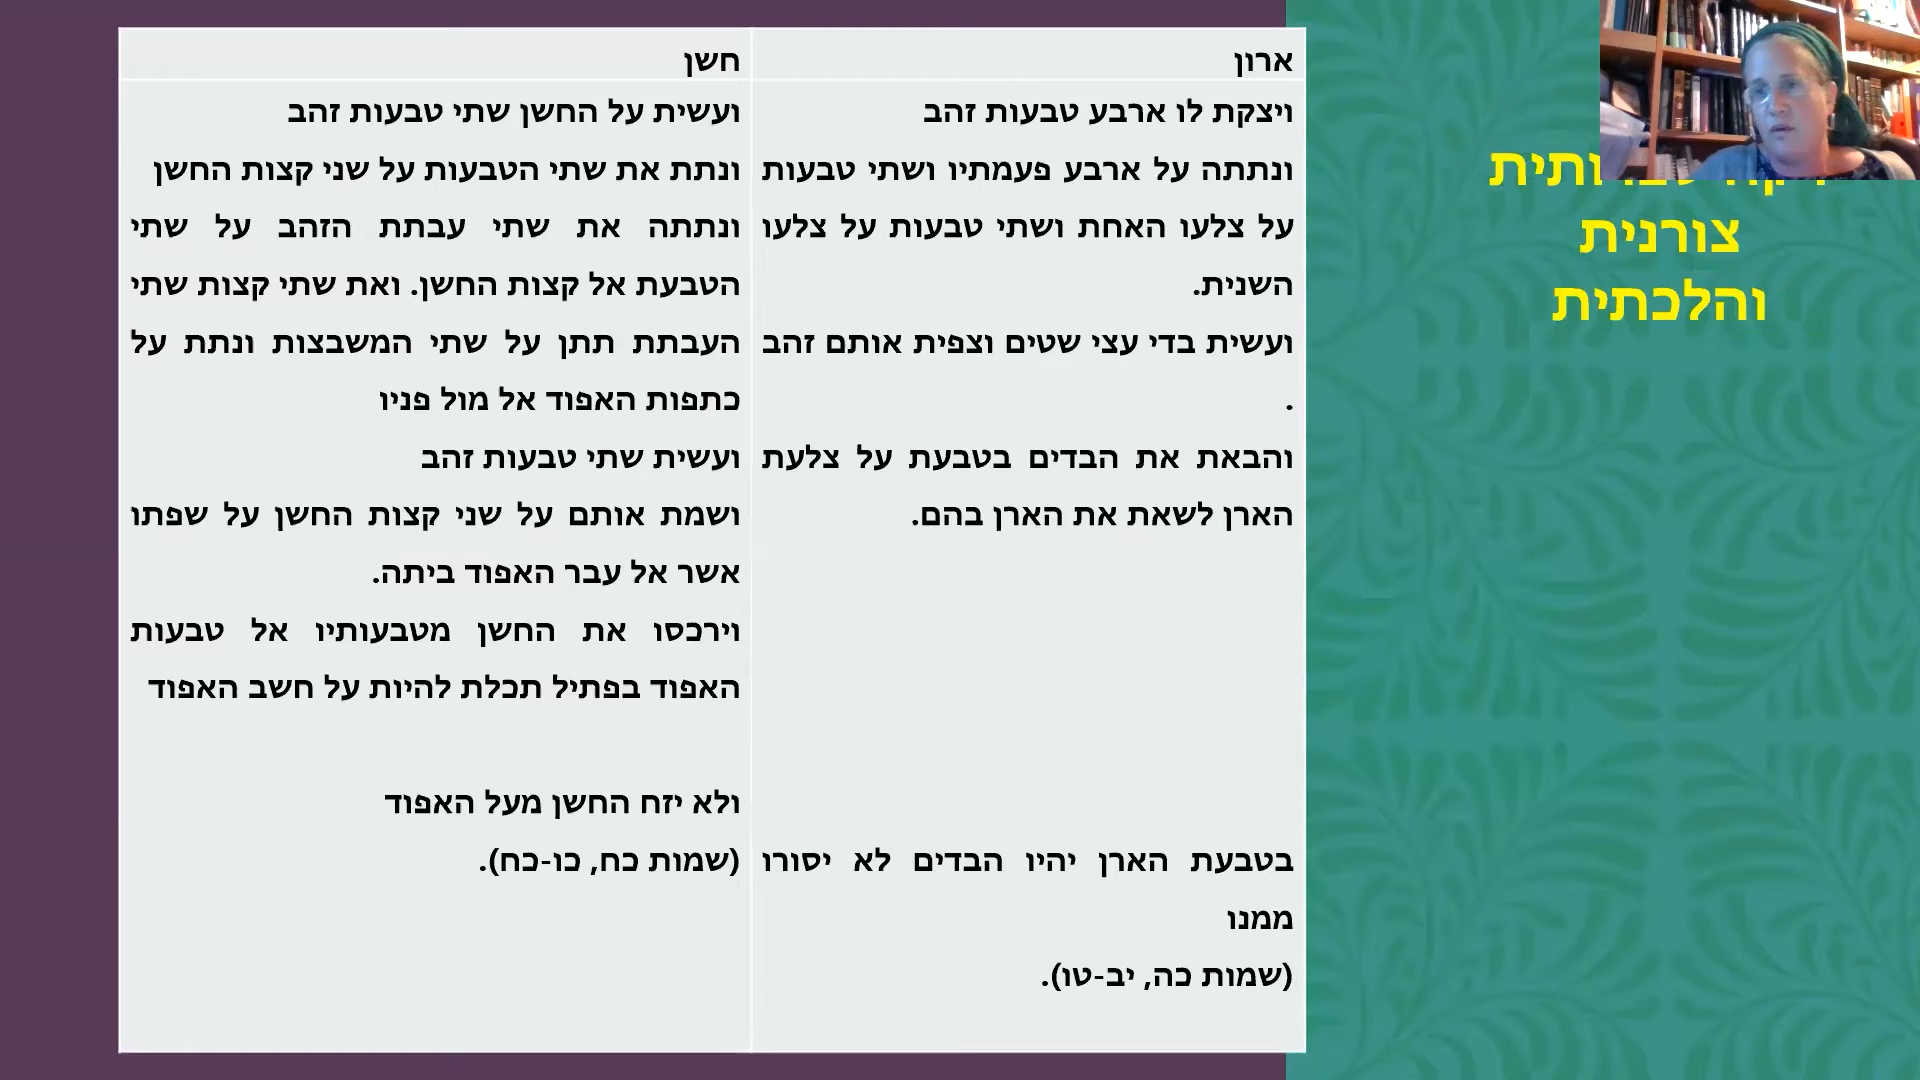 ארון
ויצקת לו ארבע טבעות זהב
ונתתה על ארבע פעמתיו ושתי טבעות
על צלעו האחת ושתי טבעות על צלעו
השנית.
ועשית בדי עצי שטים וצפית אותם זהב
.
והבאת את הבדים בטבעת על צלעת
הארן לשאת את הארן בהם.
בטבעת הארן יהיו הבדים לא יסורו
ממנו
(שמות כה, יב-טו).
חשן
ועשית על החשן שתי טבעות זהב
ונתת את שתי הטבעות על שני קצות החשן
ונתתה את שתי עבתת הזהב על שתי
הטבעת אל קצות החשן. ואת שתי קצות שתי
העבתת תתן על שתי המשבצות ונתת על
כתפות האפוד אל מול פניו
ועשית שתי טבעות זהב
ושמת אותם על שני קצות החשן על שפתו
אשר אל עבר האפוד ביתה.
וירכסו את החשן מטבעותיו אל טבעות
האפוד בפתיל תכלת להיות על חשב האפוד
ולא יזח החשן מעל האפוד
(שמות כח, כו-כח).
צורנית
והלכתית